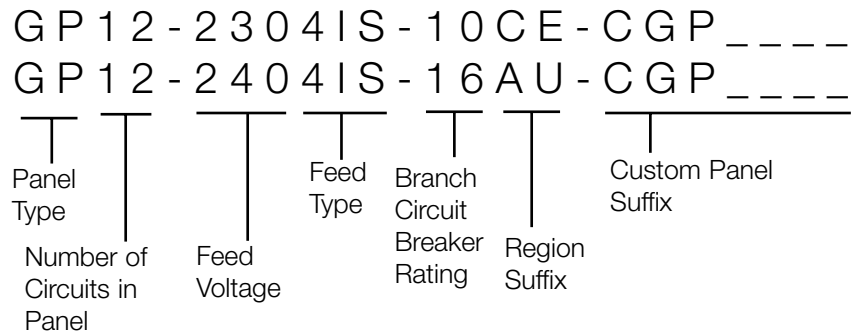 GP12-2304IS-10CE-CGP____
GP12-2404IS-16AU-CGP____
Panel
Type
Number of
Circuits in
Panel
Feed
Voltage
Feed
Type
Branch
Circuit
Breaker
Rating
Region
Suffix
Custom Panel
Suffix